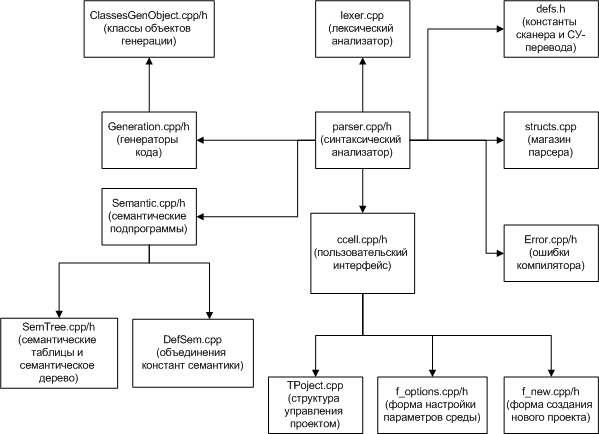 ClassesGenObject.cpp/h
(классы объектов
генерации)
lexer.cpp
(лексический
анализатор)
defs.h
(константы
сканера и СУ-
перевода)
Generation.cpp/h
(генераторы
кода)
parser.cpp/h
(синтаксический
анализатор)
structs.cpp
(магазин
парсера)
Semantic.cpp/h
(семантические
подпрограммы)
ccell.cpp/h
(пользовательский
интерфейс)
Error.cpp/h
(ошибки
компилятора)
SemTree.cpp/h
(семантические
таблицы и
семантическое
дерево)
DefSem.cpp
(объединения
констант семантики)
TPoject.cpp
(структура
управления
проектом)
f_options.cpp/h
(форма настройки
параметров среды)
f_new.cpp/h
(форма создания
нового проекта)